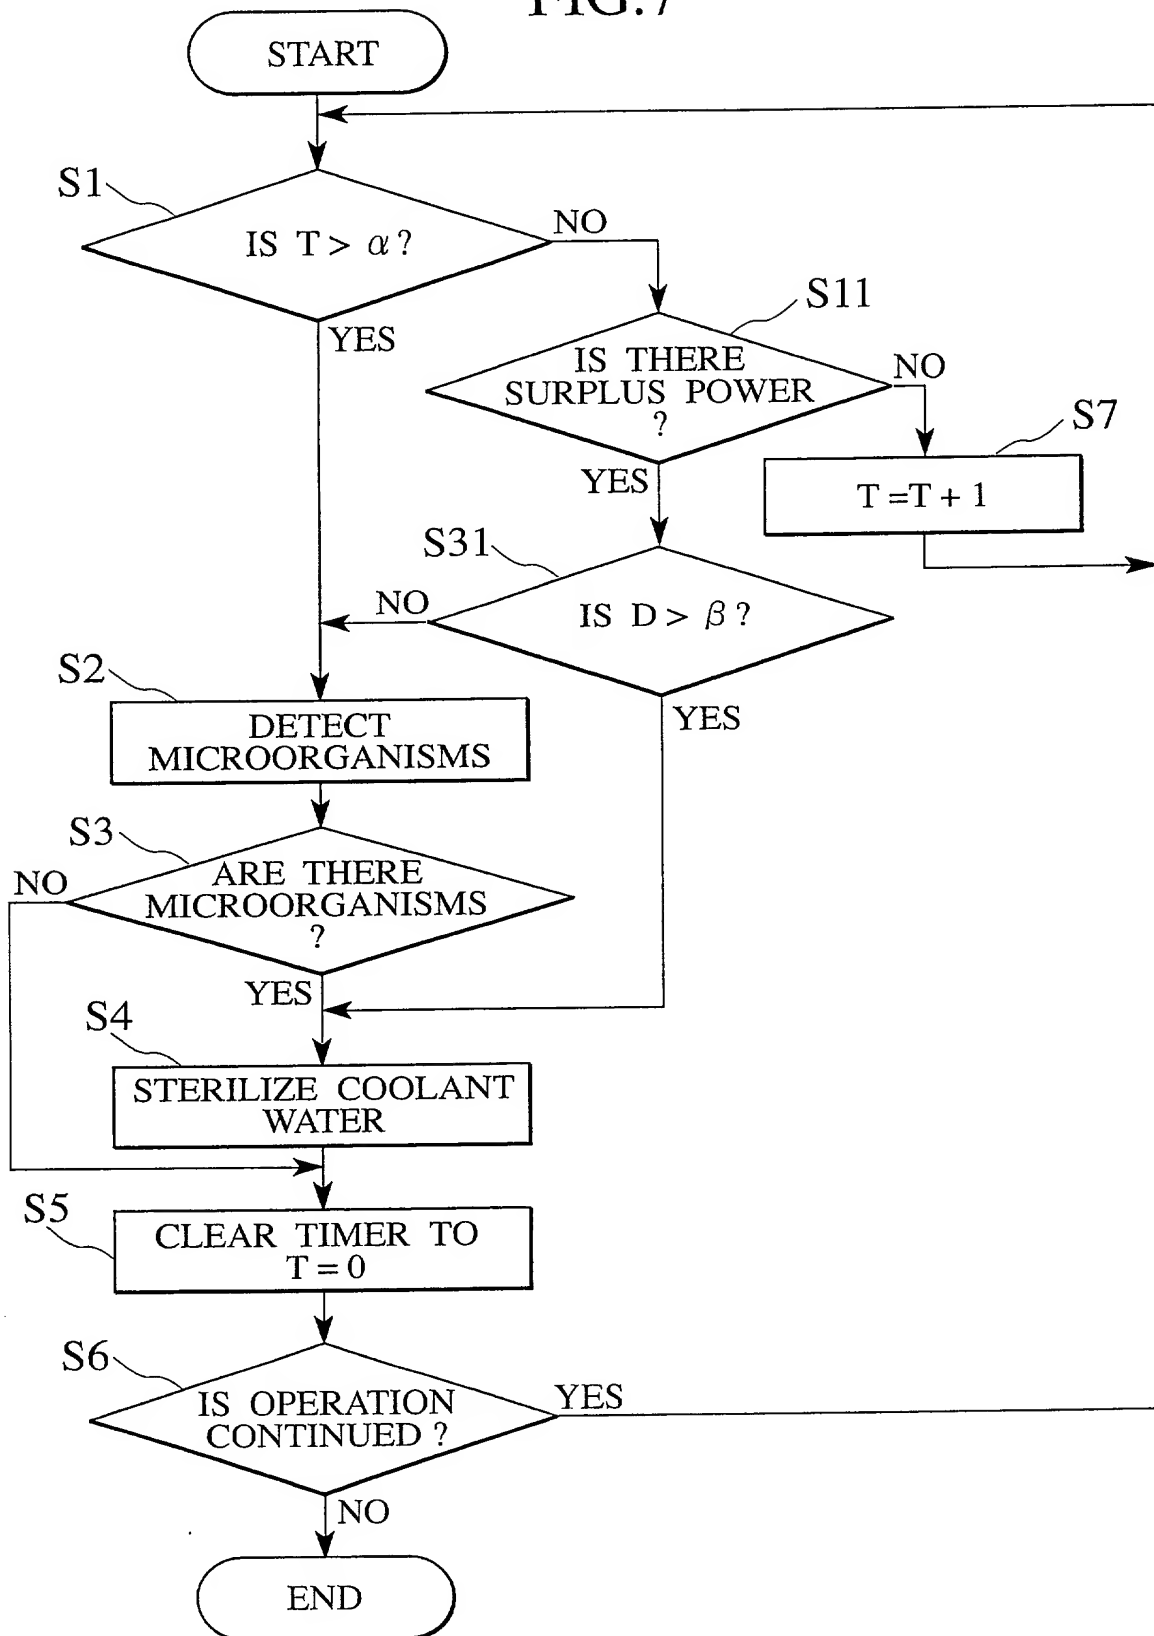 FIG.7
START
S1
IS T > α ?
NO
YES
S11
IS THERE
SURPLUS POWER
?
NO
YES
S7
T = T + 1
S31
IS D > β ?
NO
YES
S2
DETECT
MICROORGANISMS
S3
ARE THERE
MICROORGANISMS
?
NO
YES
S4
STERILIZE COOLANT
WATER
S5
CLEAR TIMER TO
T = 0
S6
IS OPERATION
CONTINUED ?
YES
NO
END